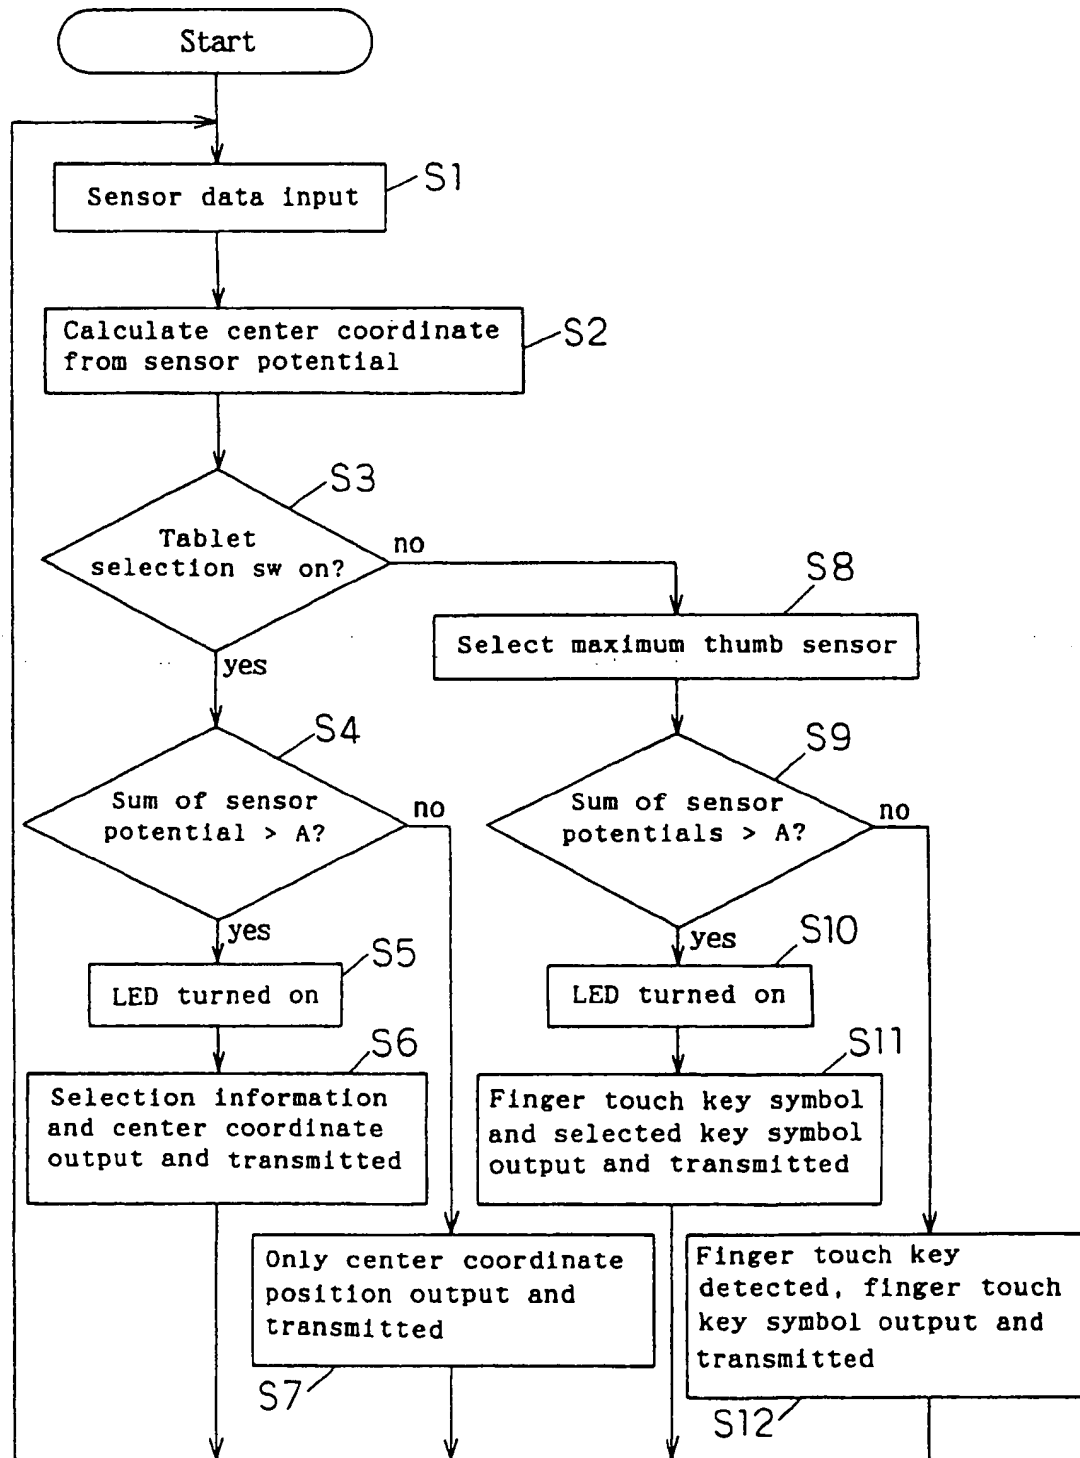 Start
Sensor data input
S1
Calculate center coordinate
from sensor potential
S2
S3
Tablet
selection sw on?
no
yes
S8
Select maximum thumb sensor
S4
Sum of sensor
potential > A?
no
yes
S9
Sum of sensor
potentials > A?
no
yes
S5
LED turned on
S10
LED turned on
S6
Selection information
and center coordinate
output and transmitted
S11
Finger touch key symbol
and selected key symbol
output and transmitted
Only center coordinate
position output and
transmitted
S7
Finger touch key
detected, finger touch
key symbol output and
transmitted
S12